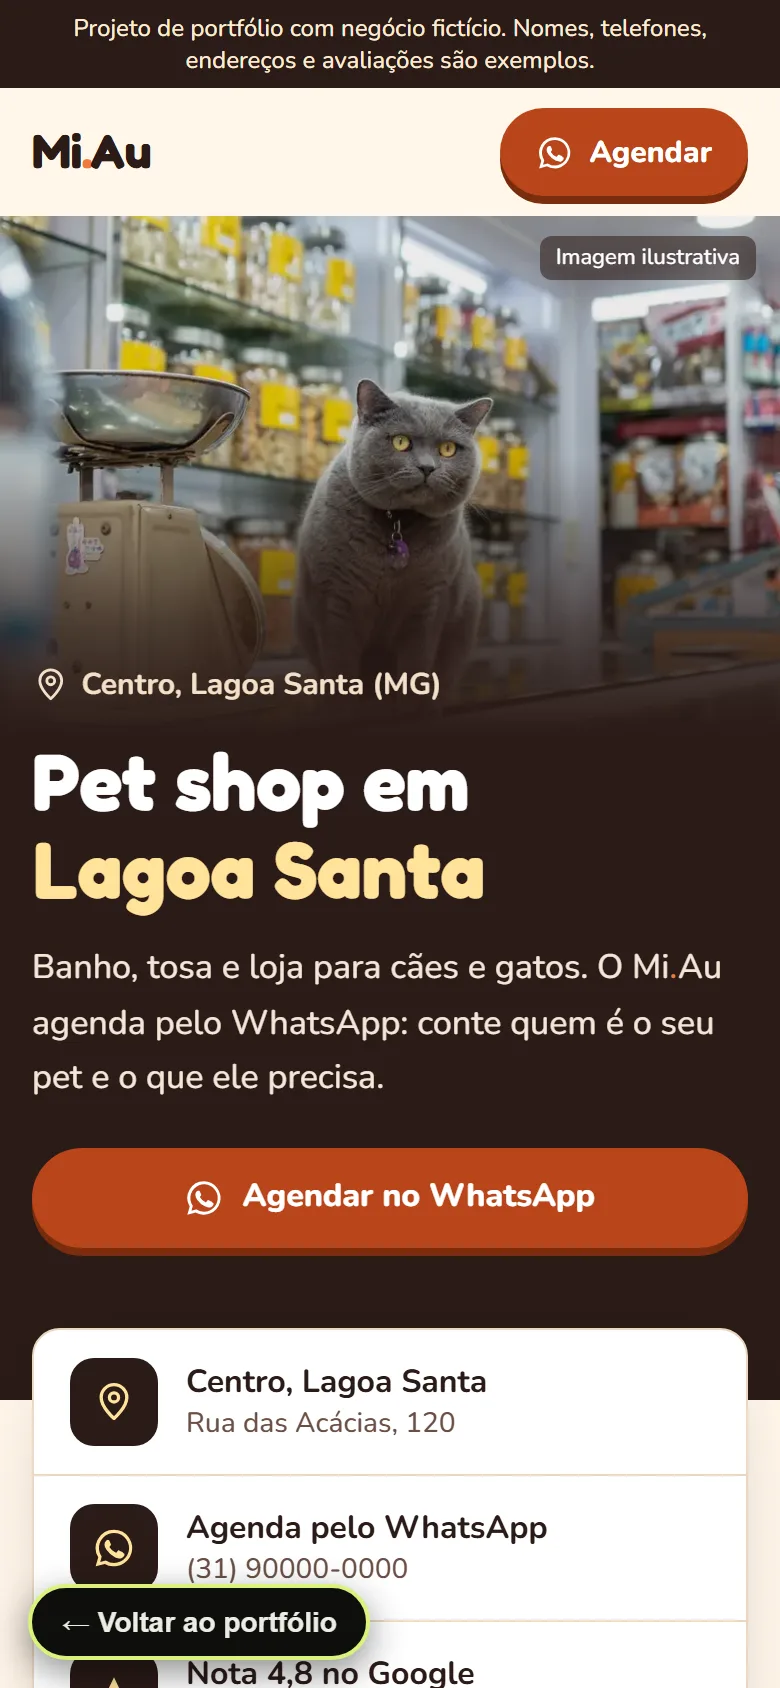 Projeto de portfólio com negócio fictício. Nomes, telefones,
endereços e avaliações são exemplos.
Mi.Au
Agendar
Imagem ilustrativa
Centro, Lagoa Santa (MG)
Pet shop em
Lagoa Santa
Banho, tosa e loja para cães e gatos. O Mi.Au
agenda pelo WhatsApp: conte quem é o seu
pet e o que ele precisa.
Agendar no WhatsApp
Centro, Lagoa Santa
Rua das Acácias, 120
Agenda pelo WhatsApp
(31) 90000-0000
← Voltar ao portfólio
Nota 4,8 no Google